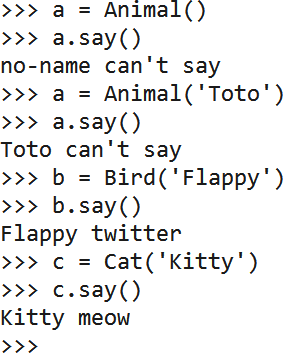 >>> a = Animal()
>>> a.say()
no-name can't say
>>> a = Animal('Toto')
>>> a.say()
Toto can't say
>>> b = Bird('Flappy')
>>> b.say()
Flappy twitter
>>> c = Cat('Kitty')
>>> c.say()
Kitty meow
>>>